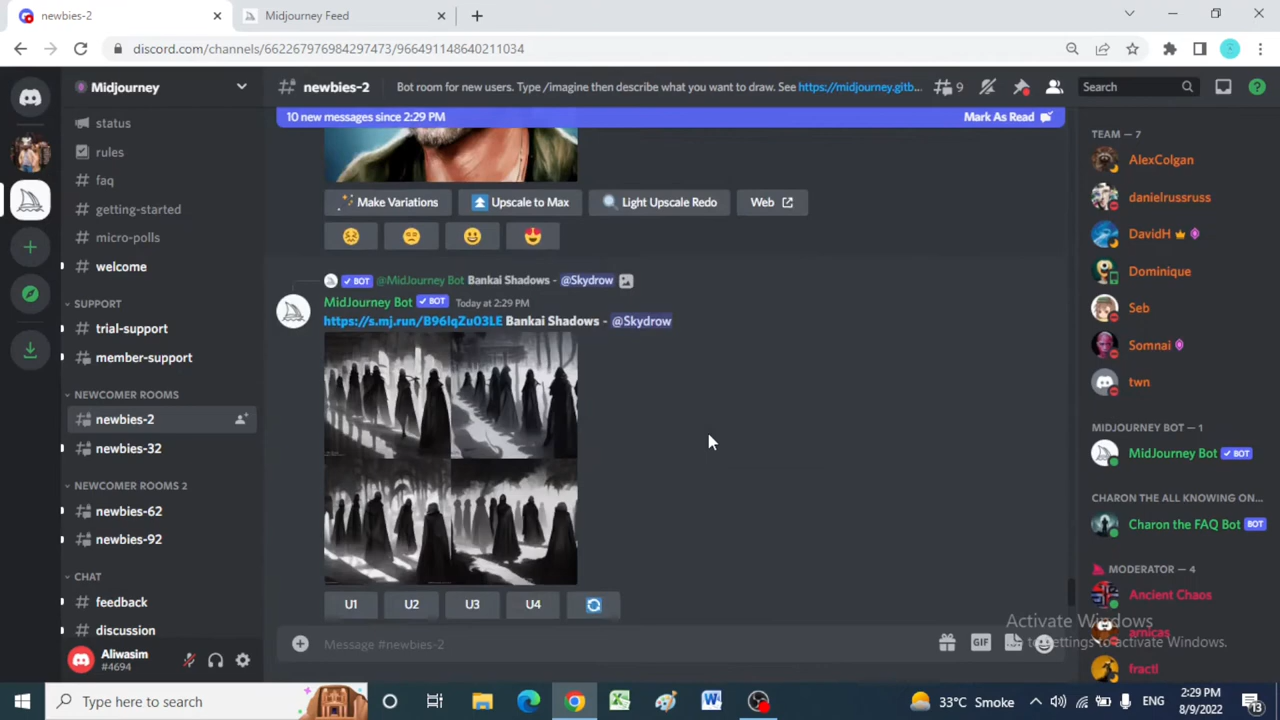 newbies-2
Midjourney Feed
discord.com/channels/662267976984297473/966491148640211034
Midjourney
newbies-2
Bot room for new users. Type /imagine then describe what you want to draw. See https://midjourney.gitb...
9
Search
10 new messages since 2:29 PM
Mark As Read
status
rules
faq
getting-started
micro-polls
welcome
SUPPORT
trial-support
member-support
NEWCOMER ROOMS
newbies-2
newbies-32
NEWCOMER ROOMS 2
newbies-62
newbies-92
CHAT
feedback
discussion
Aliwasim
#4694
Make Variations
Upscale to Max
Light Upscale Redo
Web
BOT @MidJourney Bot Bankai Shadows - @Skydrow
MidJourney Bot BOT Today at 2:29 PM
https://s.mj.run/B96lqZu03LE Bankai Shadows - @Skydrow
U1
U2
U3
U4
Message #newbies-2
GIF
TEAM — 7
AlexColgan
danielrussruss
DavidH
Dominique
Seb
Somnai
twn
MIDJOURNEY BOT — 1
MidJourney Bot BOT
CHARON THE ALL KNOWING ON...
Charon the FAQ Bot BOT
MODERATOR — 4
Ancient Chaos
arnicas
fractl
Activate Windows
to settings to activate Windows.
Type here to search
33°C Smoke
ENG
2:29 PM
8/9/2022
13